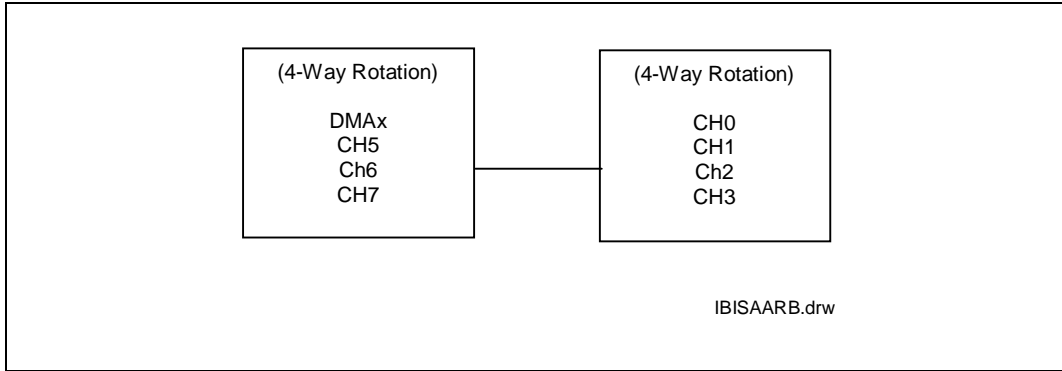 (4-Way Rotation)
DMAx
CH5
Ch6
CH7
(4-Way Rotation)
CH0
CH1
Ch2
CH3
IBISAARB.drw